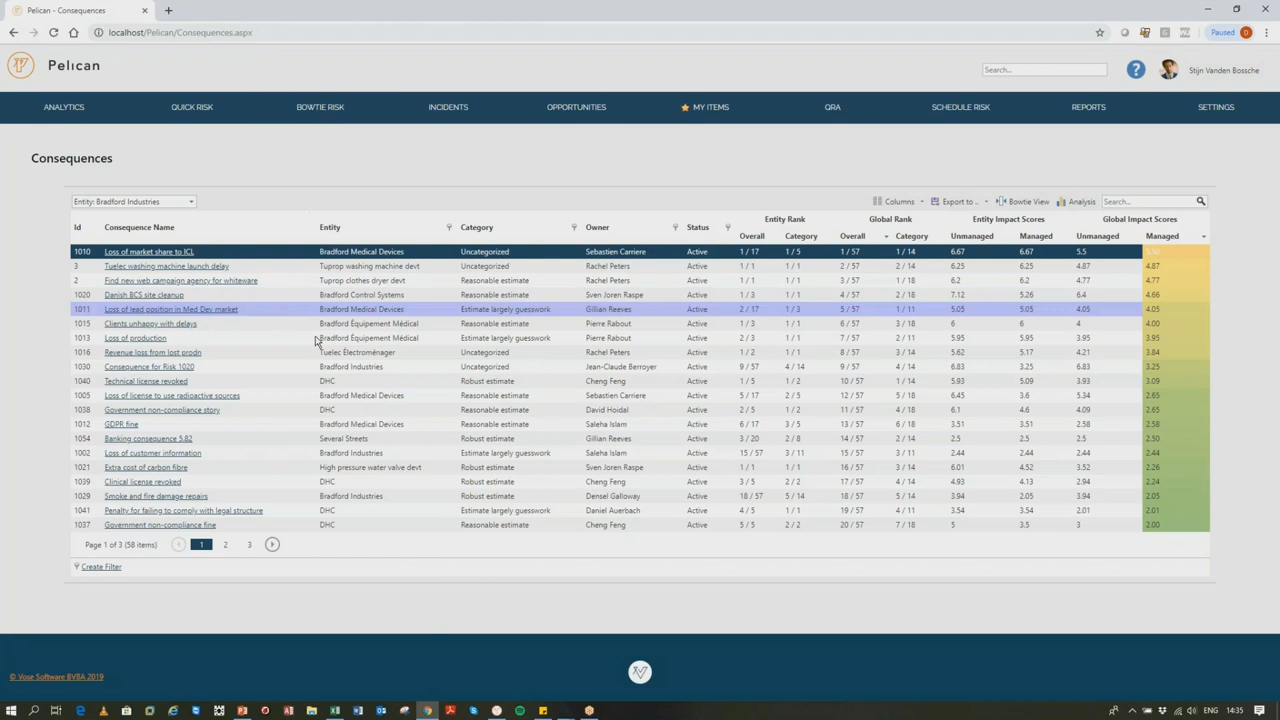 Pelican - Consequences
localhost/Pelican/Consequences.aspx
Paused
Pelican
Search...
?
Stijn Vanden Bossche
ANALYTICS QUICK RISK BOWTIE RISK INCIDENTS OPPORTUNITIES MY ITEMS QRA SCHEDULE RISK REPORTS SETTINGS
Consequences
Entity: Bradford Industries Columns Export to .. Bowtie View Analysis Search...
Entity Rank Global Rank Entity Impact Scores Global Impact Scores
Id Consequence Name Entity Category Owner Status Overall Category Overall Category Unmanaged Managed Unmanaged Managed
1010 Loss of market share to ICL Bradford Medical Devices Uncategorized Sebastien Carriere Active 1 / 17 1 / 5 1 / 57 1 / 14 6.67 6.67 5.5 5.50
3 Tuelec washing machine launch delay Tuprop washing machine devt Uncategorized Rachel Peters Active 1 / 1 1 / 1 2 / 57 2 / 14 6.25 6.25 4.87 4.87
2 Find new web campaign agency for whiteware Tuprop clothes dryer devt Reasonable estimate Rachel Peters Active 1 / 1 1 / 1 3 / 57 1 / 18 6.2 6.2 4.77 4.77
1020 Danish BCS site cleanup Bradford Control Systems Reasonable estimate Sven Joren Raspe Active 1 / 3 1 / 1 4 / 57 2 / 18 7.12 5.26 6.4 4.66
1011 Loss of lead position in Med Dev market Bradford Medical Devices Estimate largely guesswork Gillian Reeves Active 2 / 17 1 / 3 5 / 57 1 / 11 5.05 5.05 4.05 4.05
1015 Clients unhappy with delays Bradford Équipement Médical Reasonable estimate Pierre Rabout Active 1 / 3 1 / 1 6 / 57 3 / 18 6 6 4 4.00
1013 Loss of production Bradford Équipement Médical Estimate largely guesswork Pierre Rabout Active 2 / 3 1 / 2 7 / 57 2 / 11 5.95 5.95 3.95 3.95
1016 Revenue loss from lost prodn Tuelec Électroménager Uncategorized Rachel Peters Active 1 / 2 1 / 1 8 / 57 3 / 14 5.62 5.17 4.21 3.84
1030 Consequence for Risk 1020 Bradford Industries Uncategorized Jean-Claude Berroyer Active 9 / 57 4 / 14 9 / 57 4 / 14 6.83 3.25 6.83 3.25
1040 Technical license revoked DHC Robust estimate Cheng Feng Active 1 / 5 1 / 2 10 / 57 1 / 14 5.93 5.09 3.93 3.09
1005 Loss of license to use radioactive sources Bradford Medical Devices Reasonable estimate Sebastien Carriere Active 5 / 17 2 / 5 12 / 57 4 / 18 6.45 3.6 5.34 2.65
1038 Government non-compliance story DHC Reasonable estimate David Hoidal Active 2 / 5 1 / 2 11 / 57 5 / 18 6.1 4.6 4.09 2.65
1012 GDPR fine Bradford Medical Devices Reasonable estimate Saleha Islam Active 6 / 17 3 / 5 13 / 57 6 / 18 3.51 3.51 2.58 2.58
1054 Banking consequence 5.82 Several Streets Robust estimate Gillian Reeves Active 3 / 20 2 / 8 14 / 57 2 / 14 2.5 2.5 2.5 2.50
1002 Loss of customer information Bradford Industries Estimate largely guesswork Saleha Islam Active 15 / 57 3 / 11 15 / 57 3 / 11 2.44 2.44 2.44 2.44
1021 Extra cost of carbon fibre High pressure water valve devt Robust estimate Sven Joren Raspe Active 1 / 1 1 / 1 16 / 57 3 / 14 6.01 4.52 3.52 2.26
1039 Clinical license revoked DHC Robust estimate Cheng Feng Active 3 / 5 2 / 2 17 / 57 4 / 14 4.93 4.13 2.94 2.24
1029 Smoke and fire damage repairs Bradford Industries Robust estimate Densel Galloway Active 18 / 57 5 / 14 18 / 57 5 / 14 3.94 2.05 3.94 2.05
1041 Penalty for failing to comply with legal structure DHC Estimate largely guesswork Daniel Auerbach Active 4 / 5 1 / 1 19 / 57 4 / 11 3.54 3.54 2.01 2.01
1037 Government non-compliance fine DHC Reasonable estimate Cheng Feng Active 5 / 5 2 / 2 20 / 57 7 / 18 5 3.5 3 2.00
Page 1 of 3 (58 items) 1 2 3
Create Filter
© Vose Software BVBA 2019
ENG 14:35